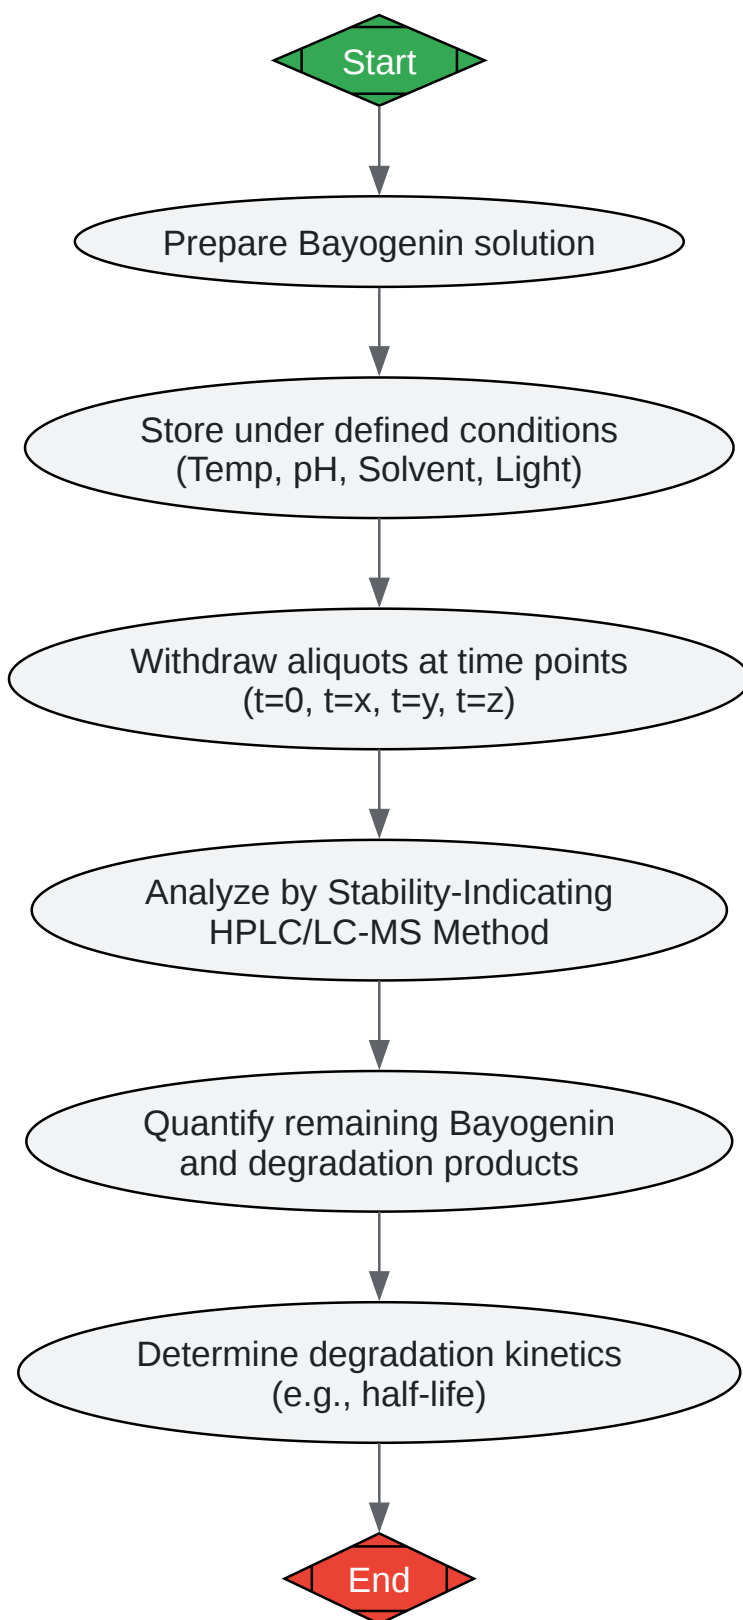 Start
Prepare Bayogenin solution
Store under defined conditions
(Temp, pH, Solvent, Light)
Withdraw aliquots at time points
(t=0, t=x, t=y, t=z)
Analyze by Stability-Indicating
HPLC/LC-MS Method
Quantify remaining Bayogenin
and degradation products
Determine degradation kinetics
(e.g., half-life)
End